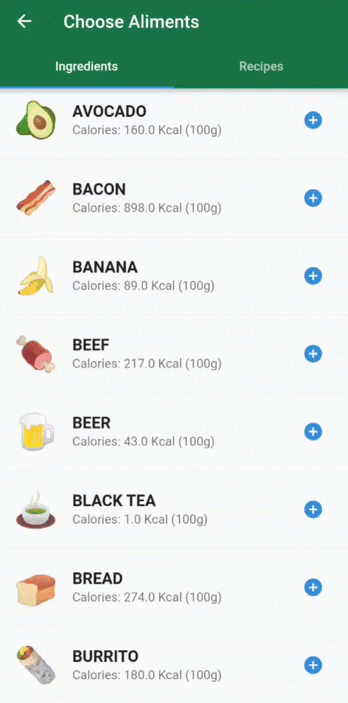 Choose Aliments
Ingredients
Recipes
AVOCADO
Calories: 160.0 Kcal (100g)
BACON
Calories: 898.0 Kcal (100g)
BANANA
Calories: 89.0 Kcal (100g)
BEEF
Calories: 217.0 Kcal (100g)
BEER
Calories: 43.0 Kcal (100g)
BLACK TEA
Calories: 1.0 Kcal (100g)
BREAD
Calories: 274.0 Kcal (100g)
BURRITO
Calories: 180.0 Kcal (100g)